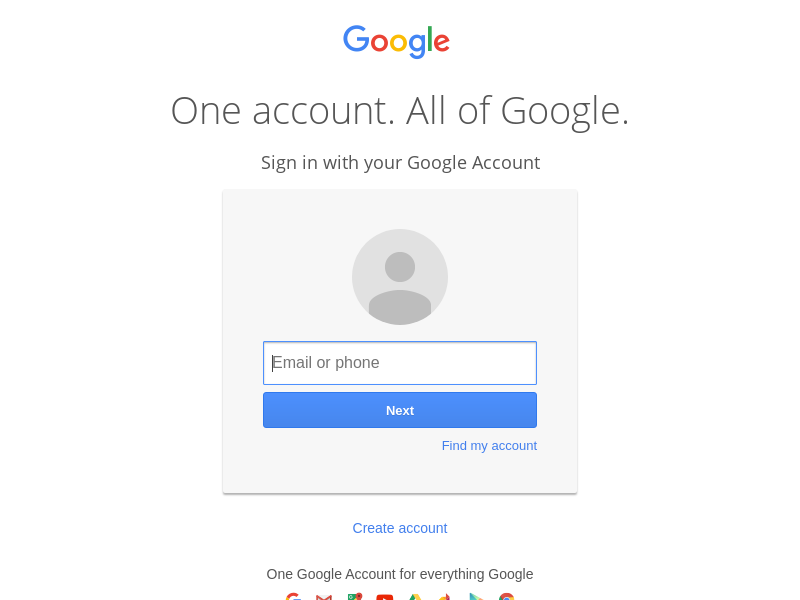 Google
One account. All of Google.
Sign in with your Google Account
Email or phone
Next
Find my account
Create account
One Google Account for everything Google